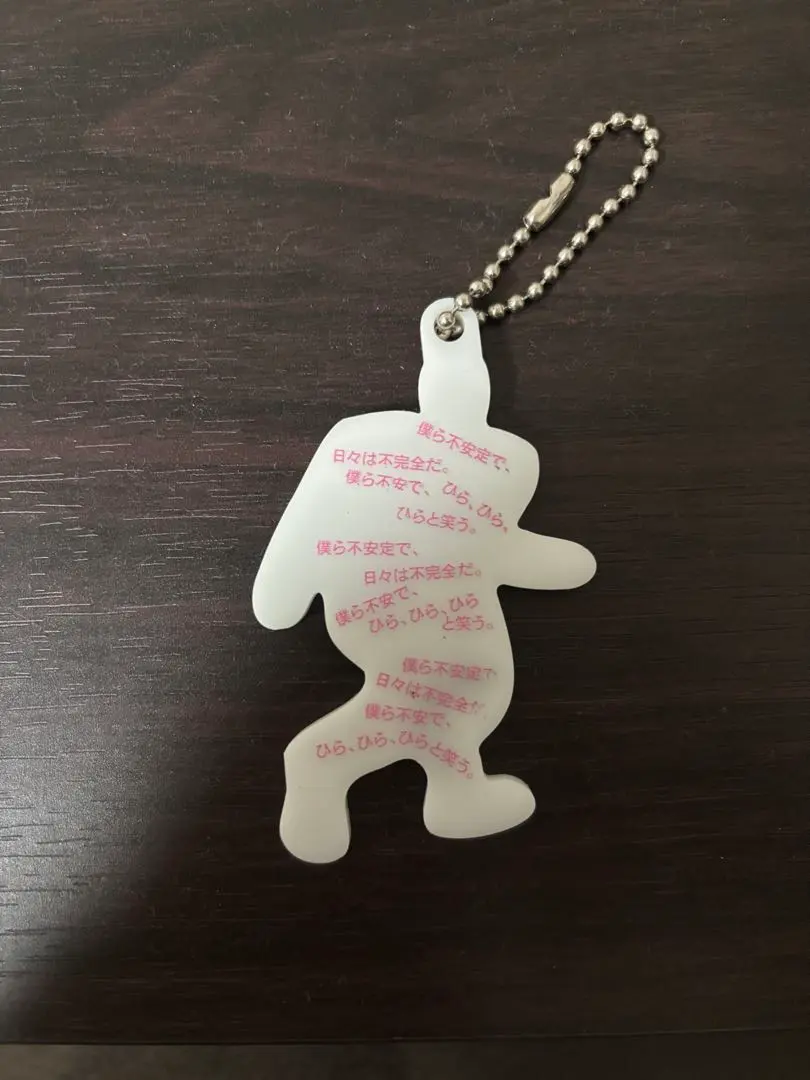 僕ら不安定で、
日々は不完全だ。
僕ら不安で、ひら、ひら、
ひらと笑う。
僕ら不安定で、
日々は不完全だ。
僕ら不安で、
ひら、ひら、ひら
と笑う。
僕ら不安定で
日々は不完全だ
僕ら不安で、
ひら、ひら、ひらと笑う。